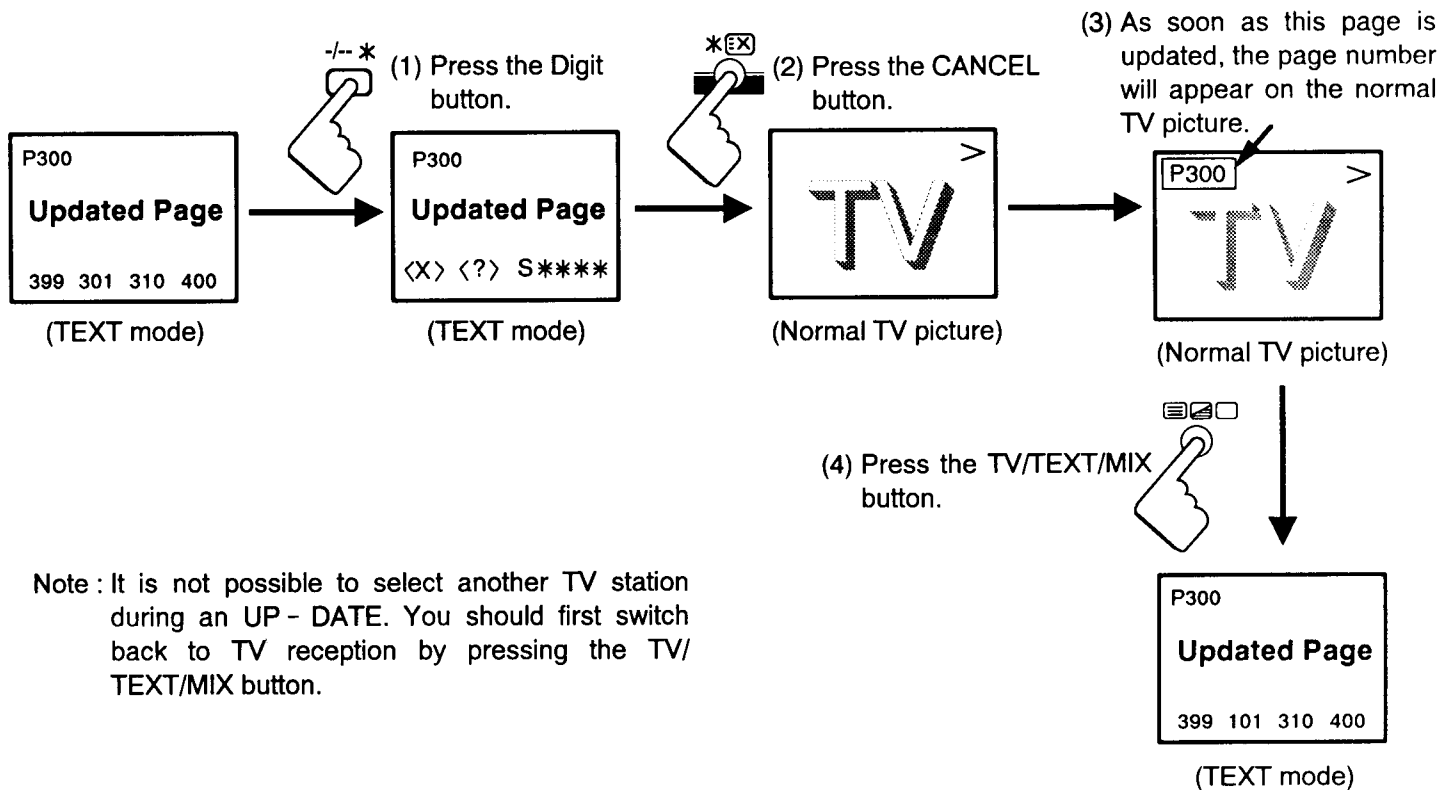 -/-- *
(1) Press the Digit
button.
*
(2) Press the CANCEL
button.
(3) As soon as this page is
updated, the page number
will appear on the normal
TV picture.
P300
Updated Page
399 301 310 400
(TEXT mode)
P300
Updated Page
<X> <?> S****
(TEXT mode)
>
TV
(Normal TV picture)
P300 >
TV
(Normal TV picture)
(4) Press the TV/TEXT/MIX
button.
Note : It is not possible to select another TV station
during an UP - DATE. You should first switch
back to TV reception by pressing the TV/
TEXT/MIX button.
P300
Updated Page
399 101 310 400
(TEXT mode)